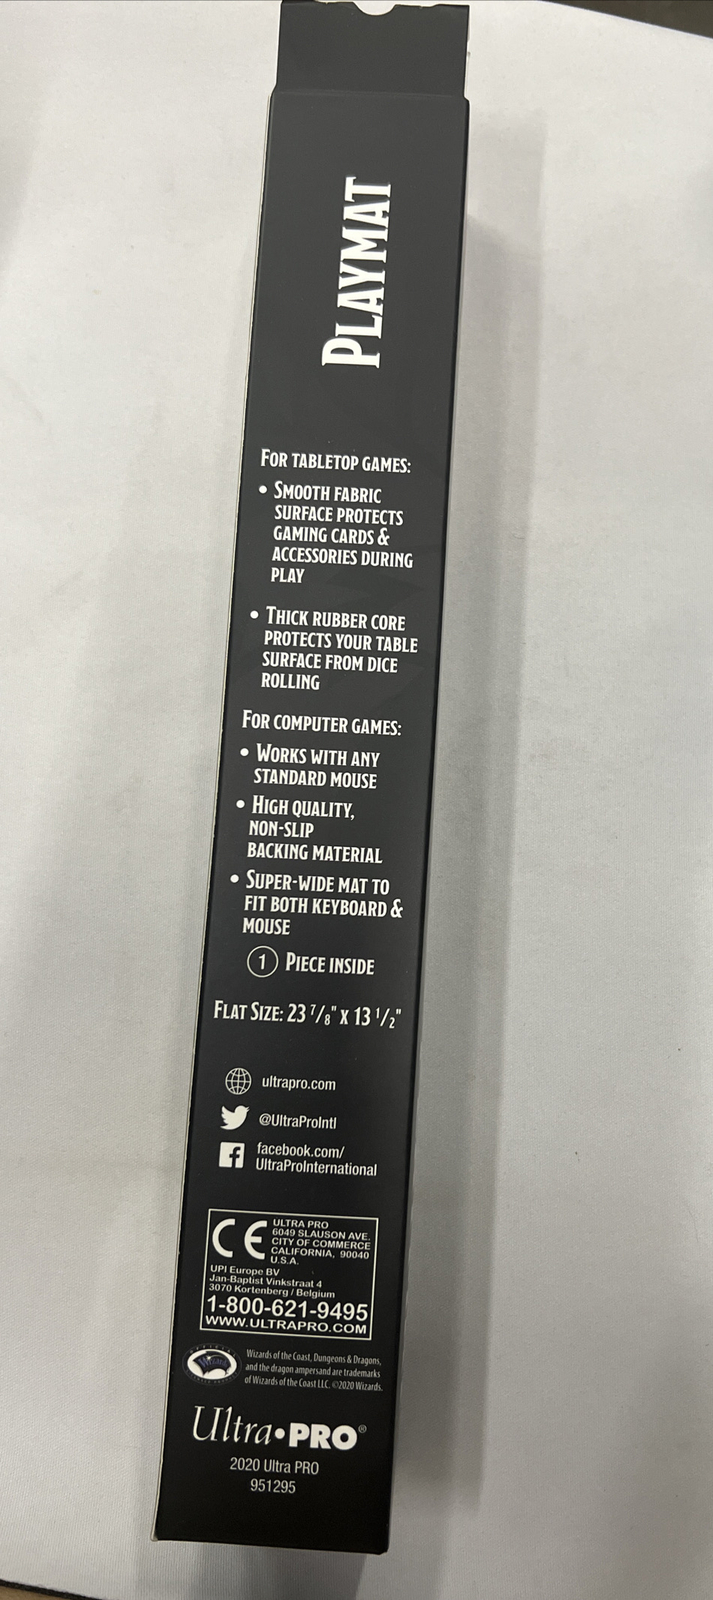 PLAYMAT
FOR TABLETOP GAMES:
• SMOOTH FABRIC
SURFACE PROTECTS
GAMING CARDS &
ACCESSORIES DURING
PLAY
• THICK RUBBER CORE
PROTECTS YOUR TABLE
SURFACE FROM DICE
ROLLING
FOR COMPUTER GAMES:
• WORKS WITH ANY
STANDARD MOUSE
• HIGH QUALITY,
NON-SLIP
BACKING MATERIAL
• SUPER-WIDE MAT TO
FIT BOTH KEYBOARD &
MOUSE
1 PIECE INSIDE
FLAT SIZE: 23 7/8" X 13 1/2"
ultrapro.com
@UltraProIntl
facebook.com/
UltraProInternational
CE
ULTRA PRO
6049 SLAUSON AVE.
CITY OF COMMERCE
CALIFORNIA, 90040
U.S.A.
UPI Europe BV
Jan-Baptist Vinkstraat 4
3070 Kortenberg / Belgium
1-800-621-9495
WWW.ULTRAPRO.COM
Wizards
Wizards of the Coast, Dungeons & Dragons,
and the dragon ampersand are trademarks
of Wizards of the Coast LLC. ©2020 Wizards.
Ultra•PRO®
2020 Ultra PRO
951295